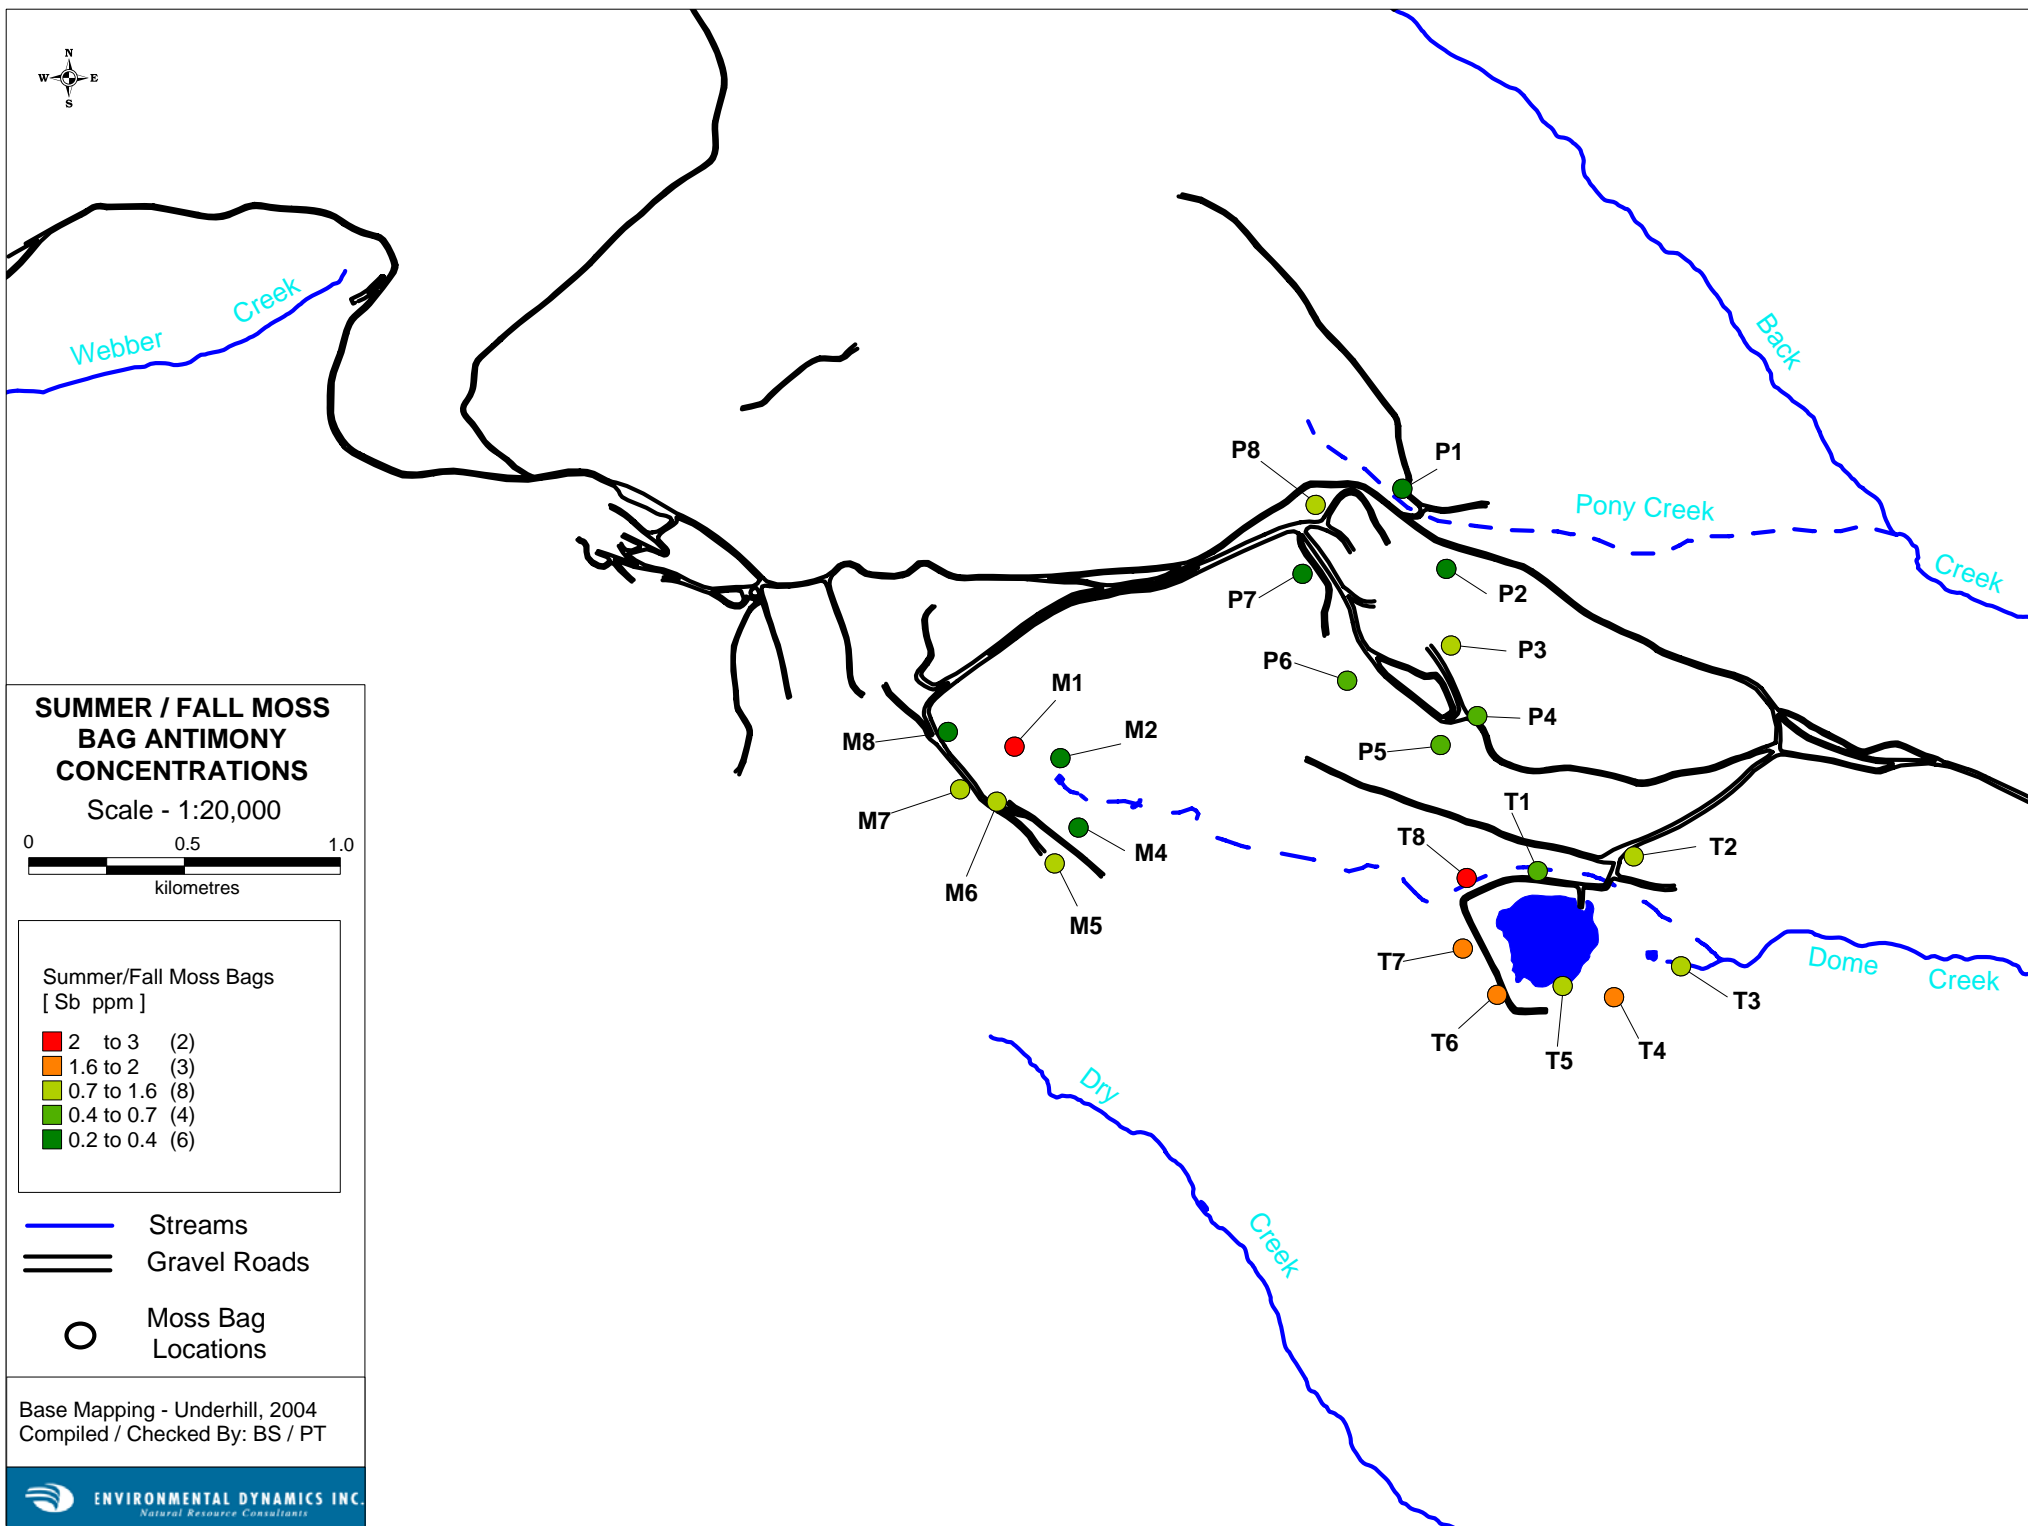 N
W E
S
Webber Creek
Back
Creek
Pony Creek
P8
P1
P7
P2
P3
P6
P4
P5
M1
M2
M8
M7
M4
M6
M5
T1
T8
T2
T7
T3
T6
T5
T4
Dome Creek
Dry
Creek
SUMMER / FALL MOSS
BAG ANTIMONY
CONCENTRATIONS
Scale - 1:20,000
0 0.5 1.0
kilometres
Summer/Fall Moss Bags
[ Sb ppm ]
2 to 3 (2)
1.6 to 2 (3)
0.7 to 1.6 (8)
0.4 to 0.7 (4)
0.2 to 0.4 (6)
Streams
Gravel Roads
Moss Bag
Locations
Base Mapping - Underhill, 2004
Compiled / Checked By: BS / PT
ENVIRONMENTAL DYNAMICS INC.
Natural Resource Consultants